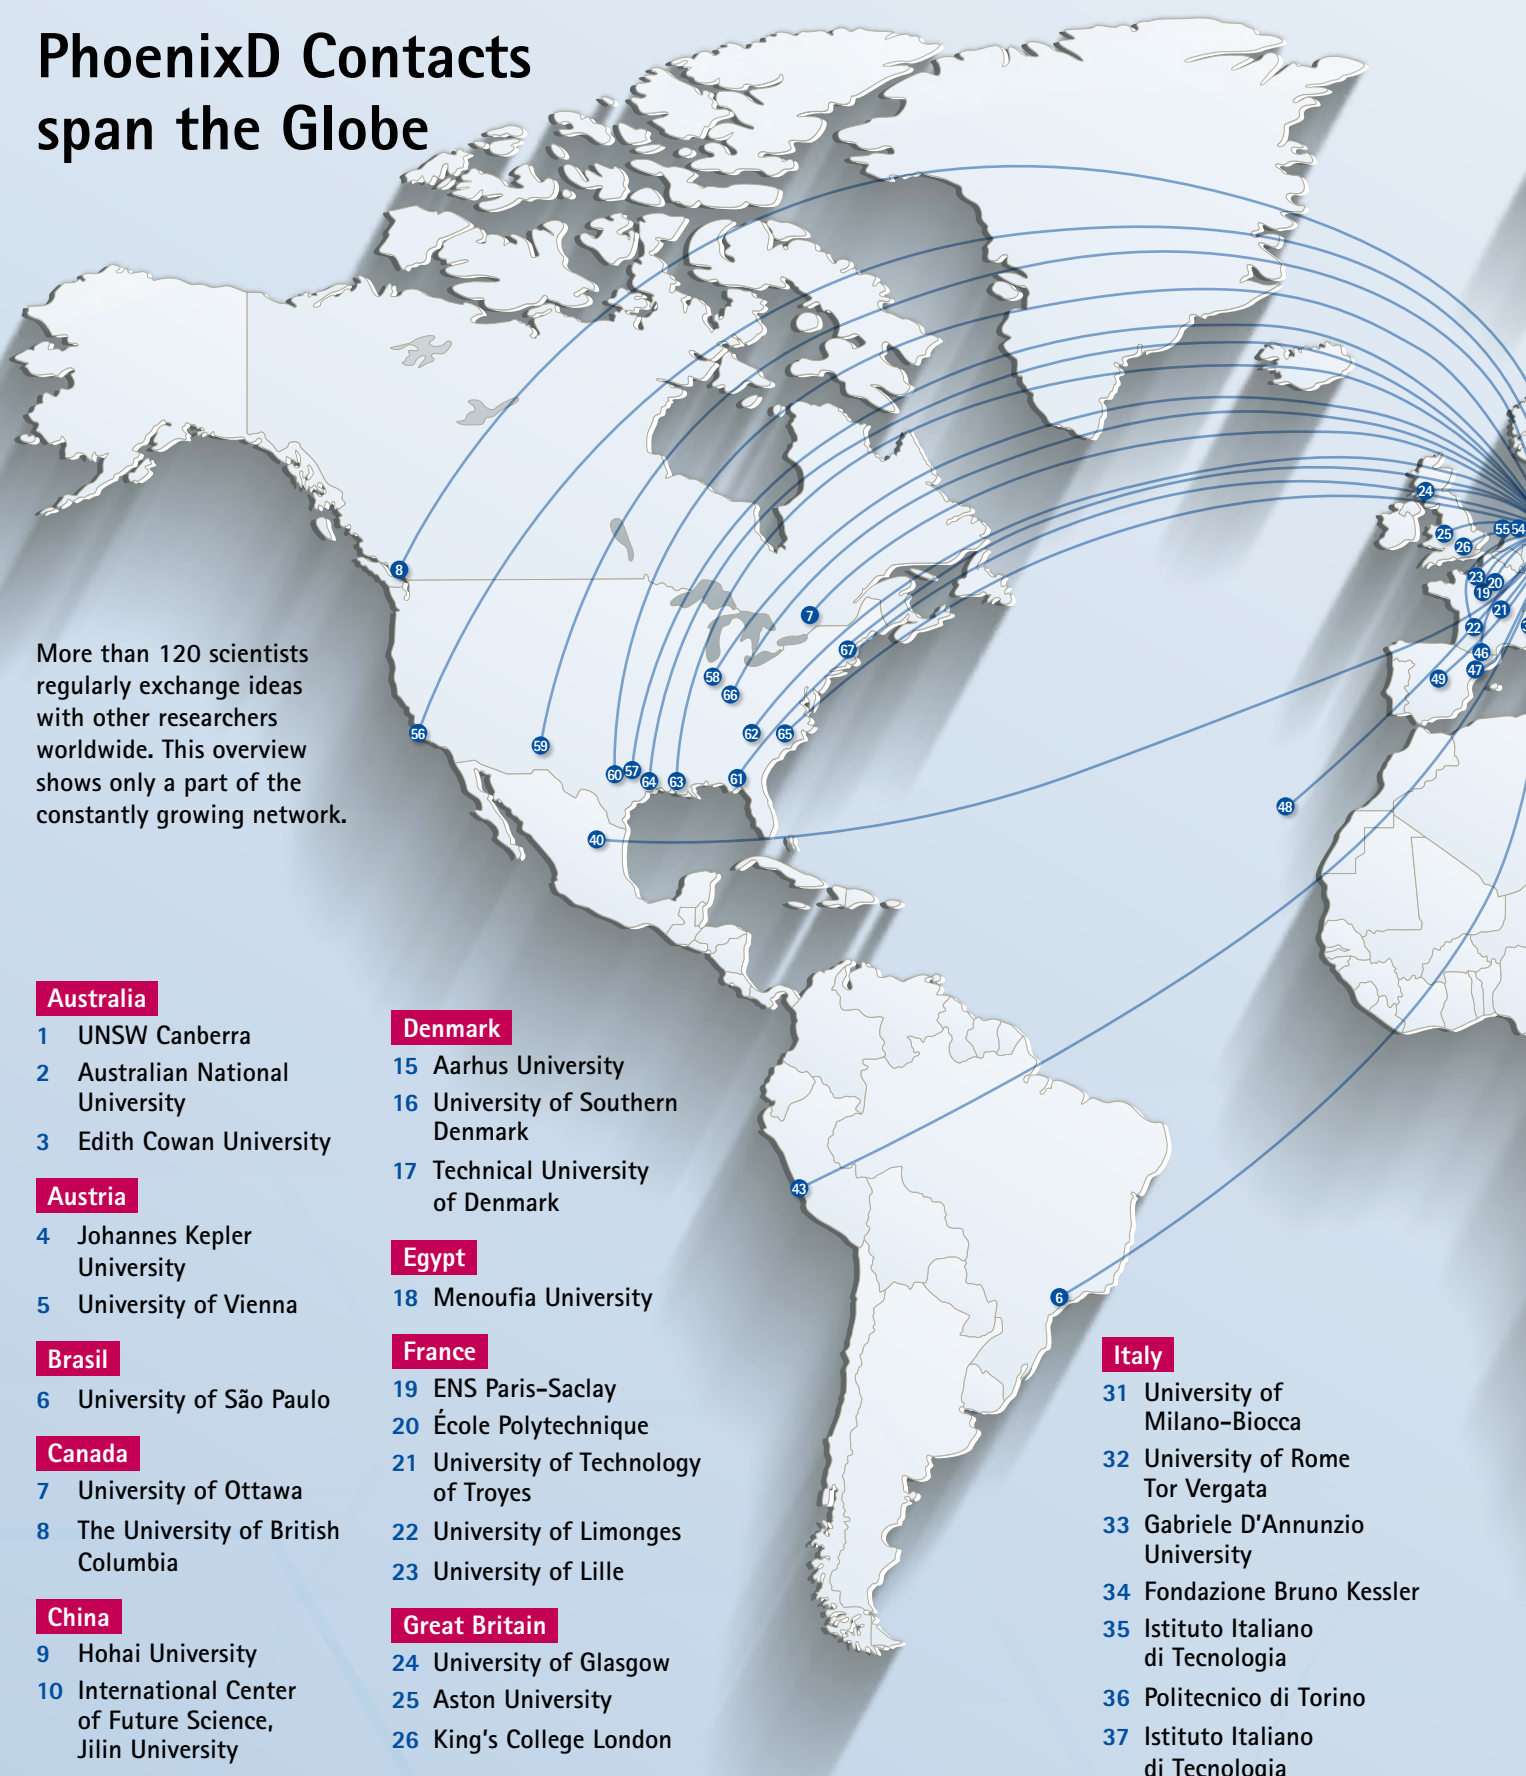 PhoenixD Contacts
span the Globe
8
7
67
58
66
56
59
62
65
60
57
64
63
61
40
48
24
25
26
55
54
23
20
19
21
22
46
47
49
43
6
More than 120 scientists
regularly exchange ideas
with other researchers
worldwide. This overview
shows only a part of the
constantly growing network.
Australia
1 UNSW Canberra
2 Australian National
University
3 Edith Cowan University
Austria
4 Johannes Kepler
University
5 University of Vienna
Brasil
6 University of São Paulo
Canada
7 University of Ottawa
8 The University of British
Columbia
China
9 Hohai University
10 International Center
of Future Science,
Jilin University
Denmark
15 Aarhus University
16 University of Southern
Denmark
17 Technical University
of Denmark
Egypt
18 Menoufia University
France
19 ENS Paris-Saclay
20 École Polytechnique
21 University of Technology
of Troyes
22 University of Limonges
23 University of Lille
Great Britain
24 University of Glasgow
25 Aston University
26 King's College London
Italy
31 University of
Milano-Biocca
32 University of Rome
Tor Vergata
33 Gabriele D'Annunzio
University
34 Fondazione Bruno Kessler
35 Istituto Italiano
di Tecnologia
36 Politecnico di Torino
37 Istituto Italiano
di Tecnologia